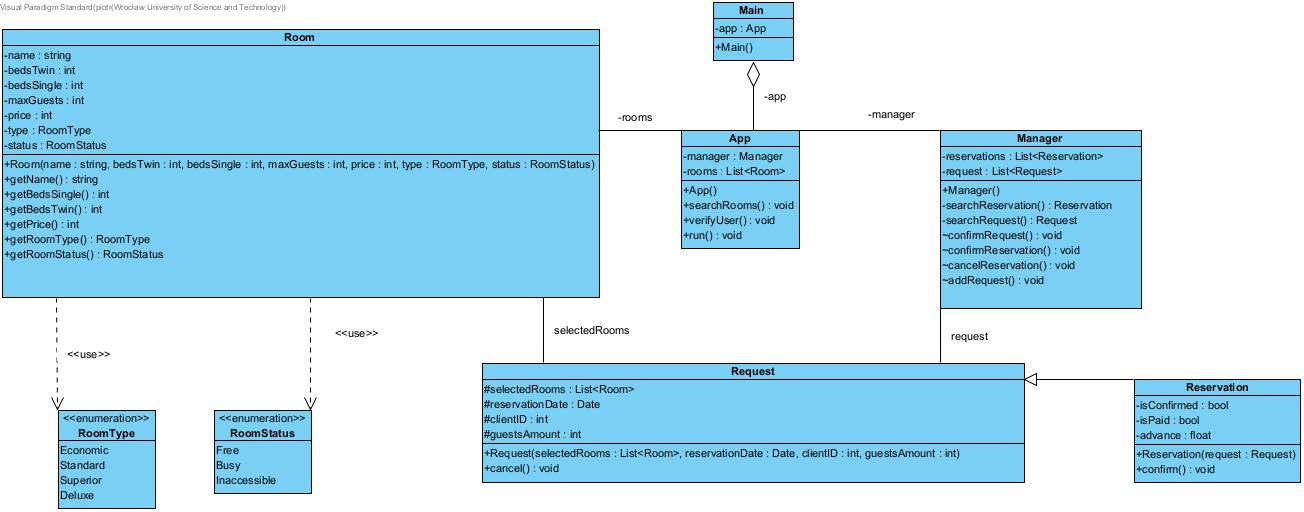 Visual Paradigm Standard(piotr(Wrocław University of Science and Technology))
Main
-app : App
+Main()
-app
Room
-name : string
-bedsTwin : int
-bedsSingle : int
-maxGuests : int
-price : int
-type : RoomType
-status : RoomStatus
+Room(name : string, bedsTwin : int, bedsSingle : int, maxGuests : int, price : int, type : RoomType, status : RoomStatus)
+getName() : string
+getBedsSingle() : int
+getBedsTwin() : int
+getPrice() : int
+getRoomType() : RoomType
+getRoomStatus() : RoomStatus
-rooms
App
-manager : Manager
-rooms : List<Room>
+App()
+searchRooms() : void
+verifyUser() : void
+run() : void
-manager
Manager
-reservations : List<Reservation>
-request : List<Request>
+Manager()
-searchReservation() : Reservation
-searchRequest() : Request
~confirmRequest() : void
~confirmReservation() : void
~cancelReservation() : void
~addRequest() : void
<<use>>
<<use>>
selectedRooms
request
<<enumeration>>
RoomType
Economic
Standard
Superior
Deluxe
<<enumeration>>
RoomStatus
Free
Busy
Inaccessible
Request
#selectedRooms : List<Room>
#reservationDate : Date
#clientID : int
#guestsAmount : int
+Request(selectedRooms : List<Room>, reservationDate : Date, clientID : int, guestsAmount : int)
+cancel() : void
Reservation
-isConfirmed : bool
-isPaid : bool
-advance : float
+Reservation(request : Request)
+confirm() : void